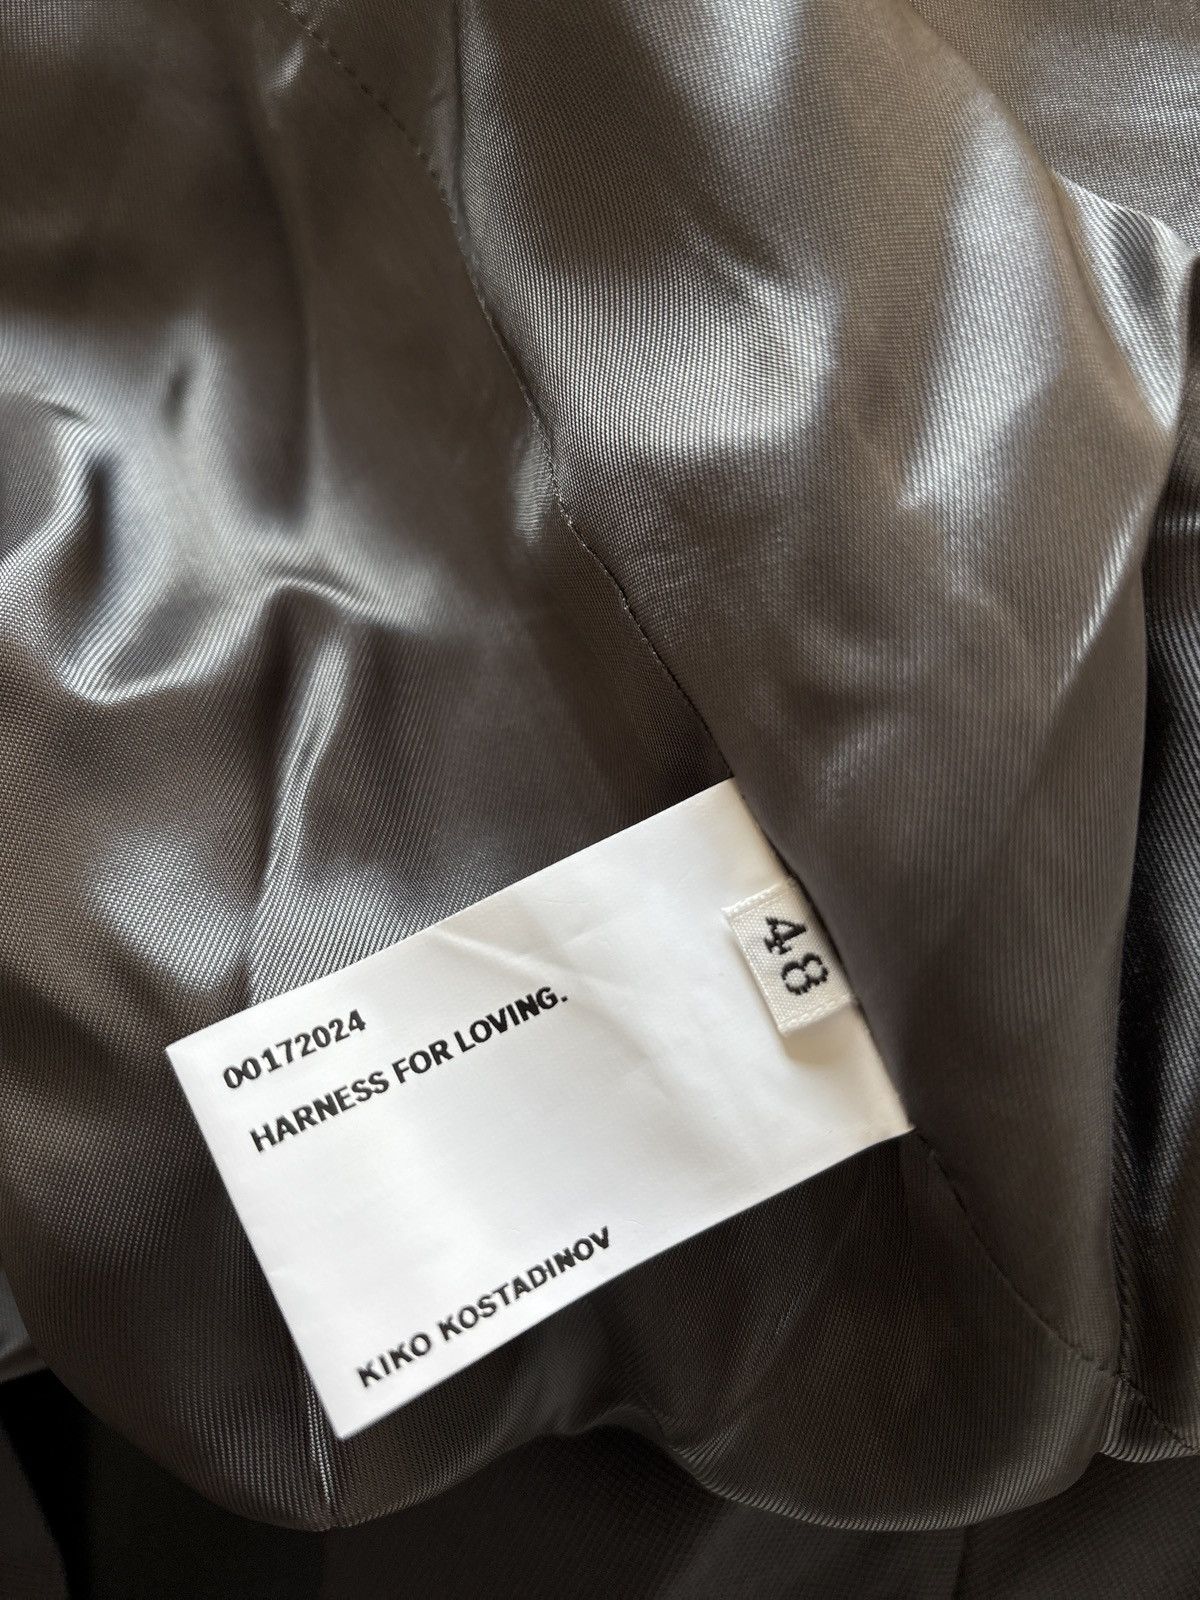 00172024
HARNESS FOR LOVING.
KIKO KOSTADINOV
48